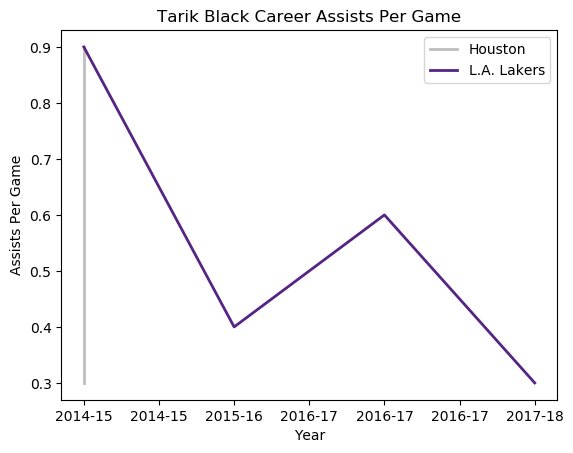 Tarik Black Career Assists Per Game
Houston
L.A. Lakers
0.9
0.8
0.7
0.6
0.5
0.4
0.3
Assists Per Game
2014-15 2014-15 2015-16 2016-17 2016-17 2016-17 2017-18
Year